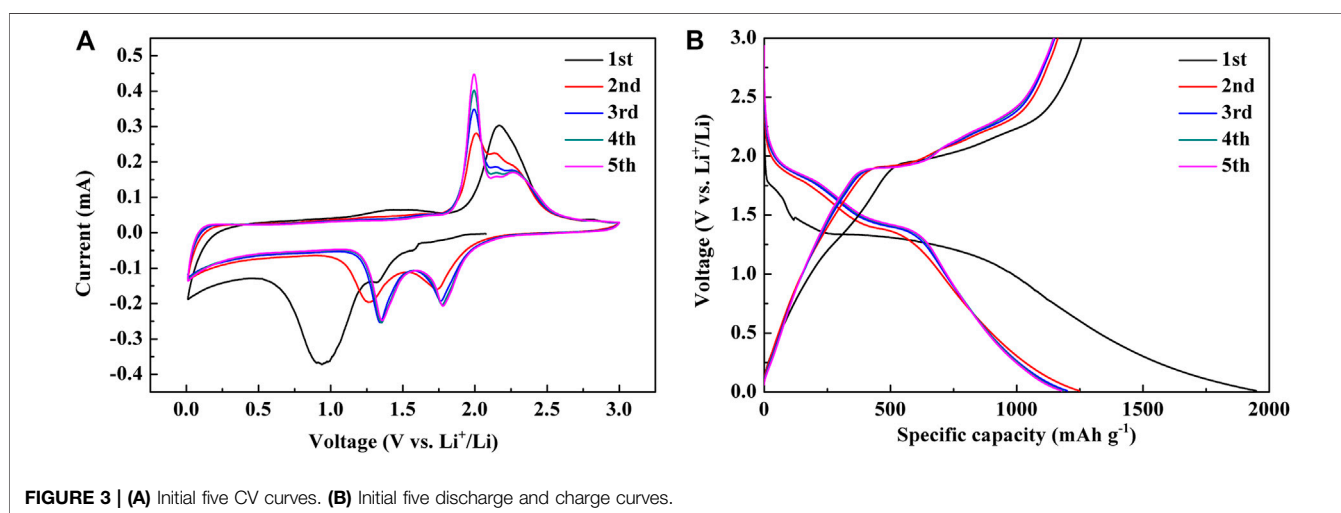 A
0.5
0.4
0.3
0.2
0.1
0.0
-0.1
-0.2
-0.3
-0.4
Current (mA)
1st
2nd
3rd
4th
5th
0.0 0.5 1.0 1.5 2.0 2.5 3.0
Voltage (V vs. Li⁺/Li)
B
3.0
2.5
2.0
1.5
1.0
0.5
0.0
Voltage (V vs. Li⁺/Li)
1st
2nd
3rd
4th
5th
0 500 1000 1500 2000
Specific capacity (mAh g⁻¹)
FIGURE 3 | (A) Initial five CV curves. (B) Initial five discharge and charge curves.